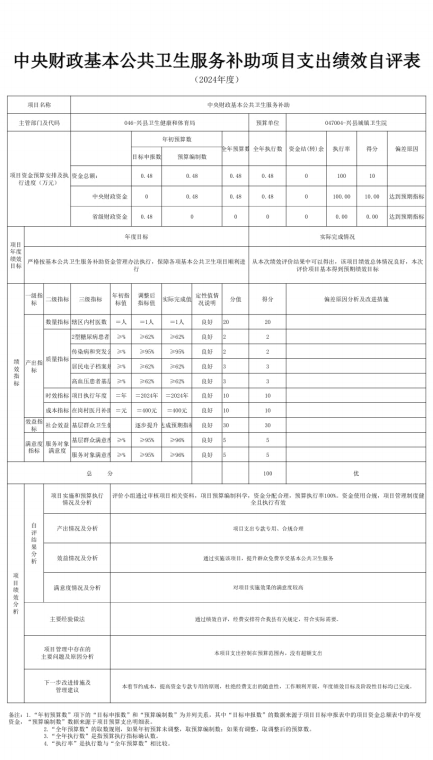 中央财政基本公共卫生服务补助项目支出绩效自评表
（2024年度）
项目名称 中央财政基本公共卫生服务补助
主管部门及代码 046-兴县卫生健康和体育局 预算单位 047004-兴县城镇卫生院
项目资金预算安排及执行进度（万元） 年初预算数 全年预算数 全年执行数 资金结(转)余 执行率 得分 偏差原因
目标申报数 预算编制数
资金总额: 0.48 0.48 0.48 0.48 0 100 10
中央财政资金 0 0.48 0.48 0.48 0 100.00 10.00 达到预期指标
省级财政资金 0.48 0 0 0 0 0.00 0.00 达到预期指标
项目年度绩效目标 年度目标 实际完成情况
严格按基本公共卫生服务补助资金管理办法执行，保障各项基本公共卫生项目顺利进行
从本次绩效评价结果中可以得出，该项目绩效总体情况良好，本次评价项目基本得到预期绩效目标
绩效指标 一级指标 二级指标 三级指标 年初指标值 调整后指标值 实际完成值 定性值情况说明 分值 得分 偏差原因分析及改进措施
产出指标 数量指标 辖区内村医数 =人 =1人 =1人 良好 20 20
质量指标 2型糖尿病患者 ≥% ≥62% ≥62% 良好 2 2
传染病和突发公 ≥% ≥95% ≥95% 良好 2 2
居民电子档案规 ≥% ≥62% ≥62% 良好 3 3
高血压患者基层 ≥% ≥62% ≥62% 良好 3 3
时效指标 项目执行年度 =年 =2024年 =2024年 良好 10 10
成本指标 在岗村医月补助 =元 =400元 =400元 良好 10 10
效益指标 社会效益 基层群众卫生健 逐步提升 达成预期指标 良好 30 30
满意度指标 服务对象满意度 基层群众满意度 ≥% ≥95% ≥90% 良好 5 5
服务对象满意度 ≥% ≥95% ≥90% 良好 5 5
总 分 100 优
项目绩效分析 自评结果分析 项目实施和预算执行情况及分析 评价小组通过审核项目相关资料，项目预算编制科学，资金分配合理，预算执行率100%，资金使用合规，项目管理制度健全且执行有效
产出情况及分析 项目支出专款专用、合规合理
效益情况及分析 通过实施该项目，提升群众免费享受基本公共卫生服务
满意度情况及分析 对项目实施效果的满意度较高
主要经验做法 通过绩效自评，经费安排符合我县有关规定，符合实际需要。
项目管理中存在的主要问题及原因分析 本项目支出控制在预算范围内，没有超额支出
下一步改进措施及管理建议 本着节约成本，提高资金专款专用的原则，杜绝经费支出的随意性，工作顺利开展，年度绩效目标及阶段性目标均已完成。
备注：1.“年初预算数”项下的“目标申报数”和“预算编制数”为并列关系，其中“目标申报数”的数据来源于项目目标申报表中的项目资金总额表中的年度资金，“预算编制数”数据来源于项目预算支出明细表。
2.“全年预算数”的取数规则，如果年初预算未调整，取预算编制数；如果有调整，取调整后的预算数。
3.“全年执行数”是指预算执行指标确认数。
4.“执行率”是执行数与“全年预算数”相比较。